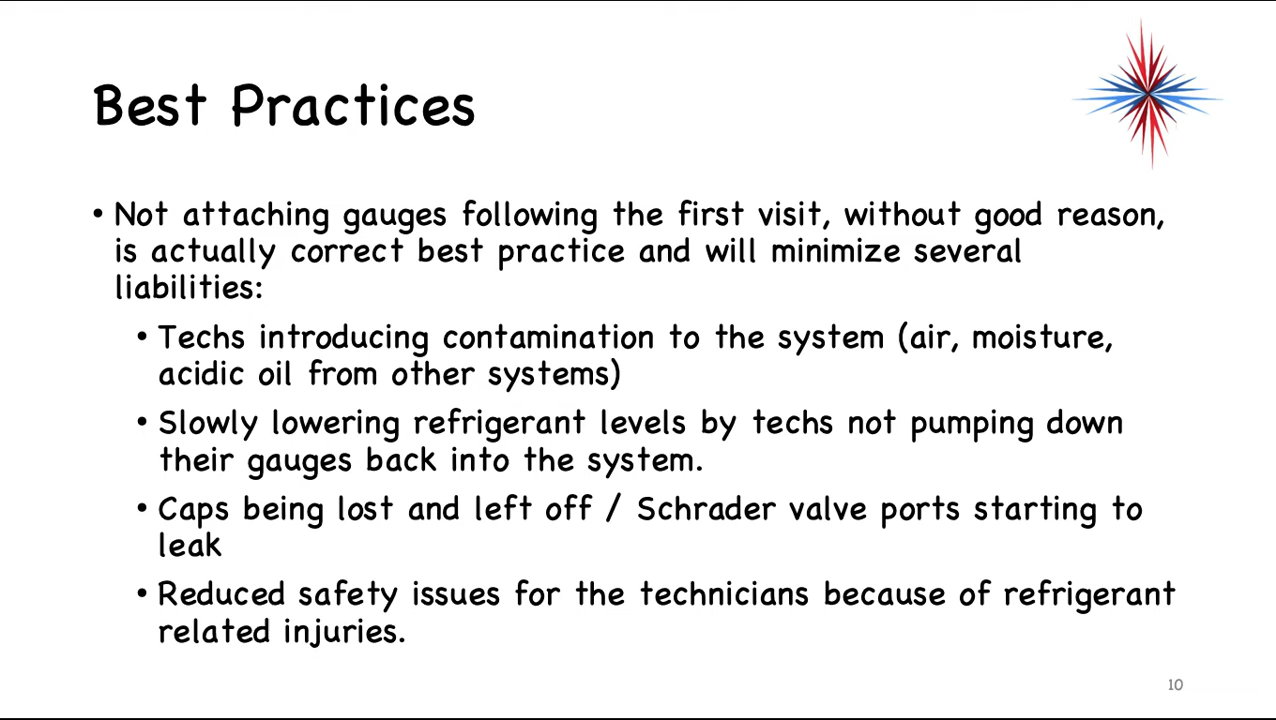 Best Practices
• Not attaching gauges following the first visit, without good reason,
is actually correct best practice and will minimize several
liabilities:
• Techs introducing contamination to the system (air, moisture,
acidic oil from other systems)
• Slowly lowering refrigerant levels by techs not pumping down
their gauges back into the system.
• Caps being lost and left off / Schrader valve ports starting to
leak
• Reduced safety issues for the technicians because of refrigerant
related injuries.
10